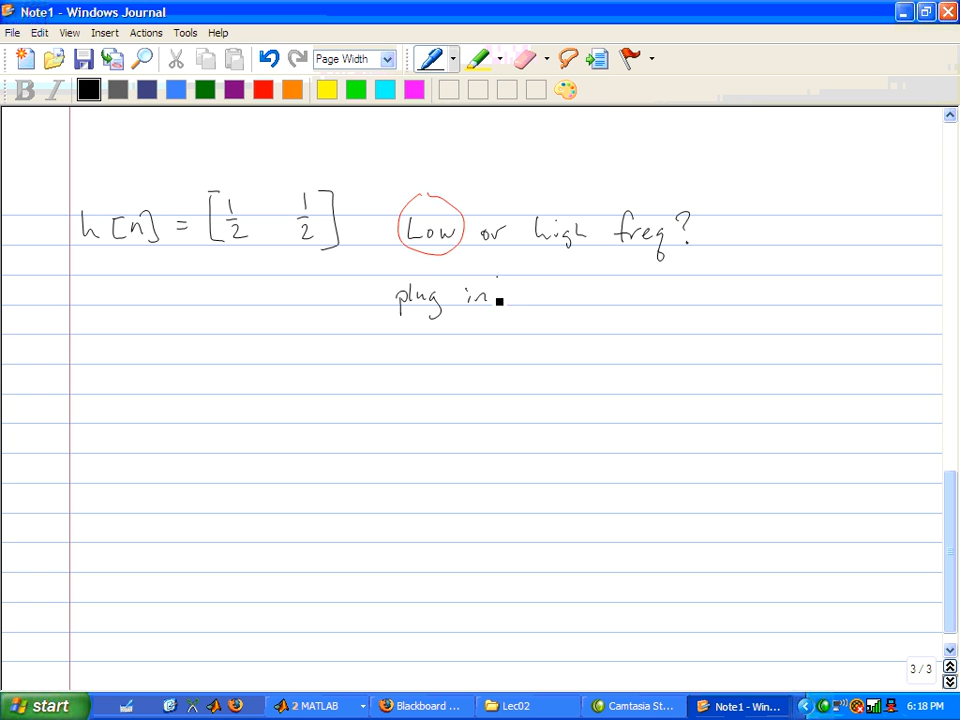 Note1 - Windows Journal
File Edit View Insert Actions Tools Help
Page Width
B I
h[n] = [1/2 1/2] Low or high freq?
plug in
3 / 3
start 2 MATLAB Blackboard ... Lec02 Camtasia St... Note1 - Win... 6:18 PM